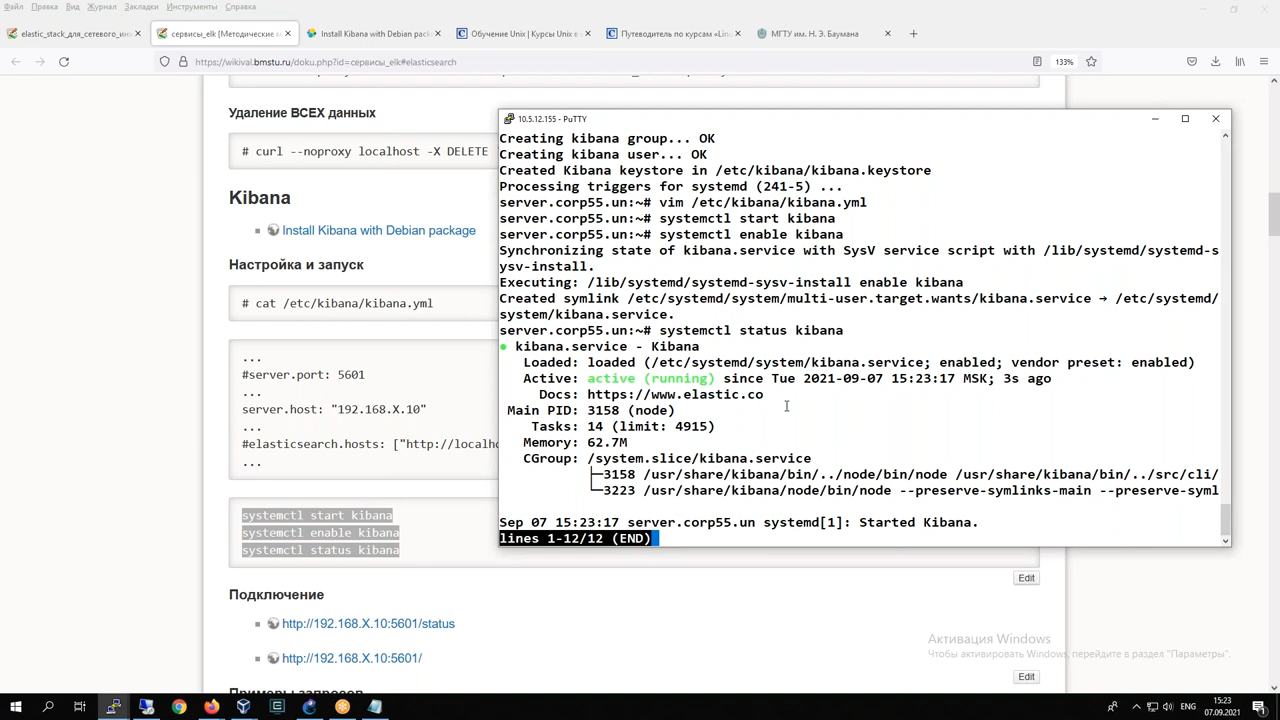 Файл Правка Вид Журнал Закладки Инструменты Справка
elastic_stack_для_сетевого_ин
сервисы_elk [Методические м
Install Kibana with Debian packa
Обучение Unix | Курсы Unix в
Путеводитель по курсам «Lin
МГТУ им. Н. Э. Баумана
https://wikival.bmstu.ru/doku.php?id=сервисы_elk#elasticsearch
133%
Удаление ВСЕХ данных
# curl --noproxy localhost -X DELETE
Kibana
Install Kibana with Debian package
Настройка и запуск
# cat /etc/kibana/kibana.yml
...
#server.port: 5601
...
server.host: "192.168.X.10"
...
#elasticsearch.hosts: ["http://localho
...
systemctl start kibana
systemctl enable kibana
systemctl status kibana
Edit
Подключение
http://192.168.X.10:5601/status
http://192.168.X.10:5601/
Edit
Примеры запросов
10.5.12.155 - PuTTY
Creating kibana group... OK
Creating kibana user... OK
Created Kibana keystore in /etc/kibana/kibana.keystore
Processing triggers for systemd (241-5) ...
server.corp55.un:~# vim /etc/kibana/kibana.yml
server.corp55.un:~# systemctl start kibana
server.corp55.un:~# systemctl enable kibana
Synchronizing state of kibana.service with SysV service script with /lib/systemd/systemd-s
ysv-install.
Executing: /lib/systemd/systemd-sysv-install enable kibana
Created symlink /etc/systemd/system/multi-user.target.wants/kibana.service → /etc/systemd/
system/kibana.service.
server.corp55.un:~# systemctl status kibana
● kibana.service - Kibana
Loaded: loaded (/etc/systemd/system/kibana.service; enabled; vendor preset: enabled)
Active: active (running) since Tue 2021-09-07 15:23:17 MSK; 3s ago
Docs: https://www.elastic.co
Main PID: 3158 (node)
Tasks: 14 (limit: 4915)
Memory: 62.7M
CGroup: /system.slice/kibana.service
├─3158 /usr/share/kibana/bin/../node/bin/node /usr/share/kibana/bin/../src/cli/
└─3223 /usr/share/kibana/node/bin/node --preserve-symlinks-main --preserve-syml
Sep 07 15:23:17 server.corp55.un systemd[1]: Started Kibana.
lines 1-12/12 (END)
Активация Windows
Чтобы активировать Windows, перейдите в раздел "Параметры".
ENG
15:23
07.09.2021